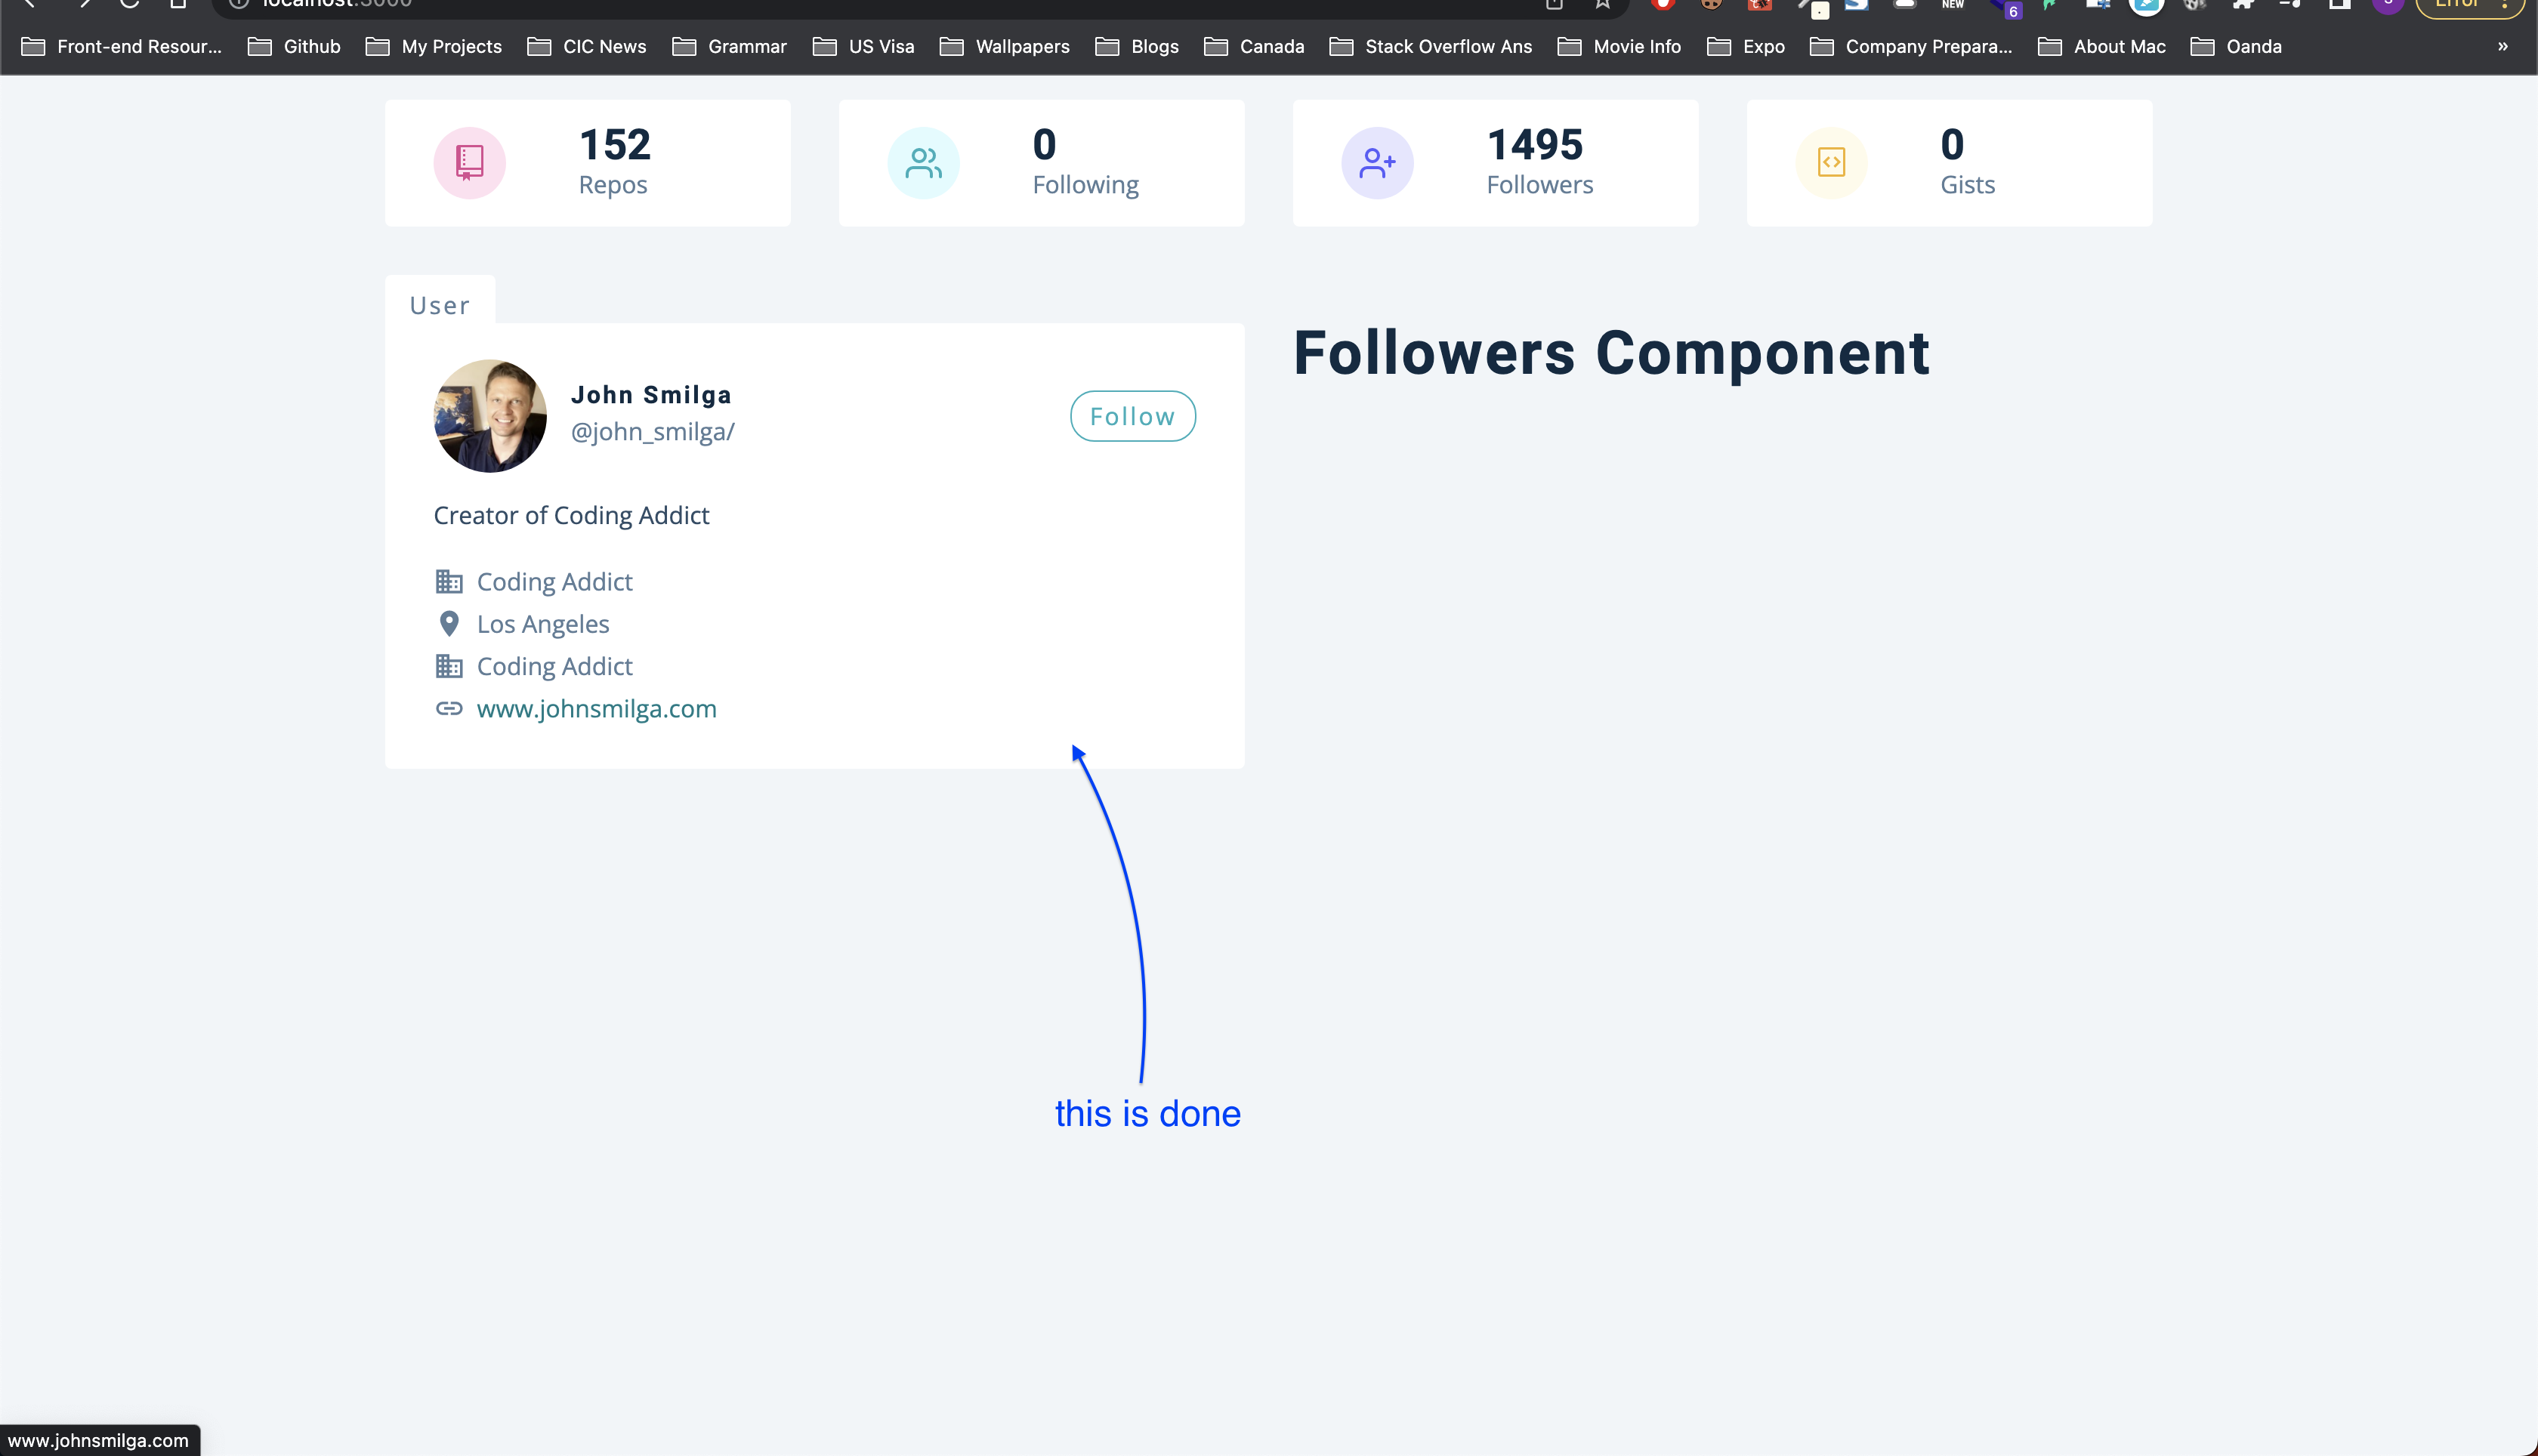 localhost:3000
NEW
6
Error
Front-end Resour...
Github
My Projects
CIC News
Grammar
US Visa
Wallpapers
Blogs
Canada
Stack Overflow Ans
Movie Info
Expo
Company Prepara...
About Mac
Oanda
»
152
Repos
0
Following
1495
Followers
0
Gists
User
John Smilga
@john_smilga/
Follow
Creator of Coding Addict
Coding Addict
Los Angeles
Coding Addict
www.johnsmilga.com
Followers Component
this is done
www.johnsmilga.com